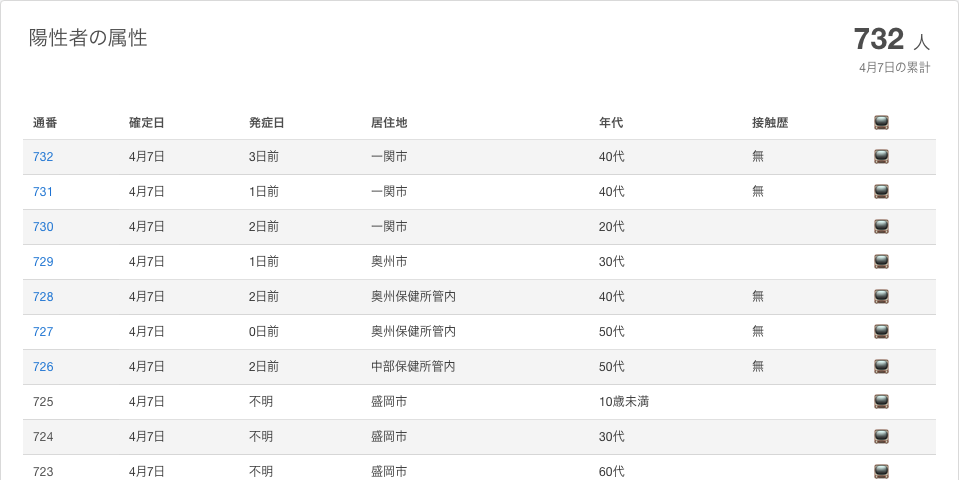 陽性者の属性
732 人
4月7日の累計
通番 確定日 発症日 居住地 年代 接触歴
732 4月7日 3日前 一関市 40代 無
731 4月7日 1日前 一関市 40代 無
730 4月7日 2日前 一関市 20代
729 4月7日 1日前 奥州市 30代
728 4月7日 2日前 奥州保健所管内 40代 無
727 4月7日 0日前 奥州保健所管内 50代 無
726 4月7日 2日前 中部保健所管内 50代 無
725 4月7日 不明 盛岡市 10歳未満
724 4月7日 不明 盛岡市 30代
723 4月7日 不明 盛岡市 60代